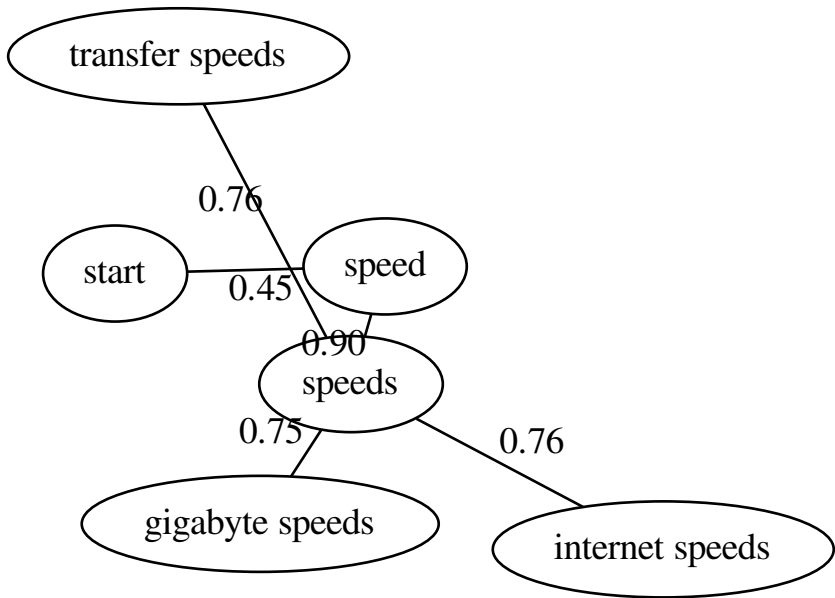 transfer speeds
0.76
start
speed
0.45
0.90
speeds
0.75
0.76
gigabyte speeds
internet speeds